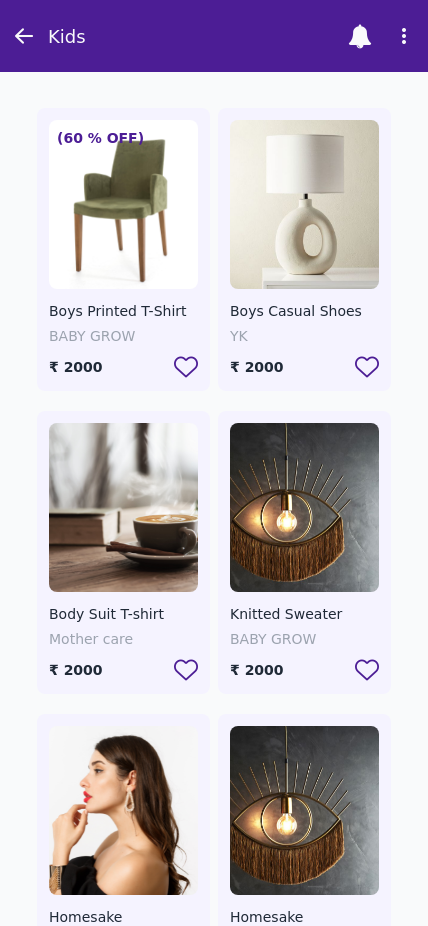 Kids
(60 % OFF)
Boys Printed T-Shirt
BABY GROW
₹ 2000
Boys Casual Shoes
YK
₹ 2000
Body Suit T-shirt
Mother care
₹ 2000
Knitted Sweater
BABY GROW
₹ 2000
Homesake
Homesake